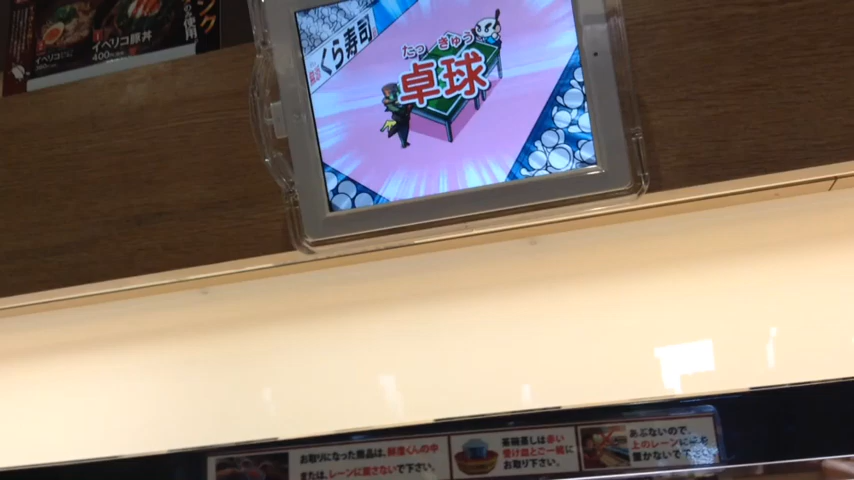 イベリコ豚丼
400
無添 くら寿司
たっ きゅう
卓球
お取りになった商品は、鮮度くんの中
または、レーンに戻さないで下さい。
茶碗蒸しは赤い
受け皿とご一緒に
お取り下さい。
あぶないので、
上のレーンに
置かないで下さい